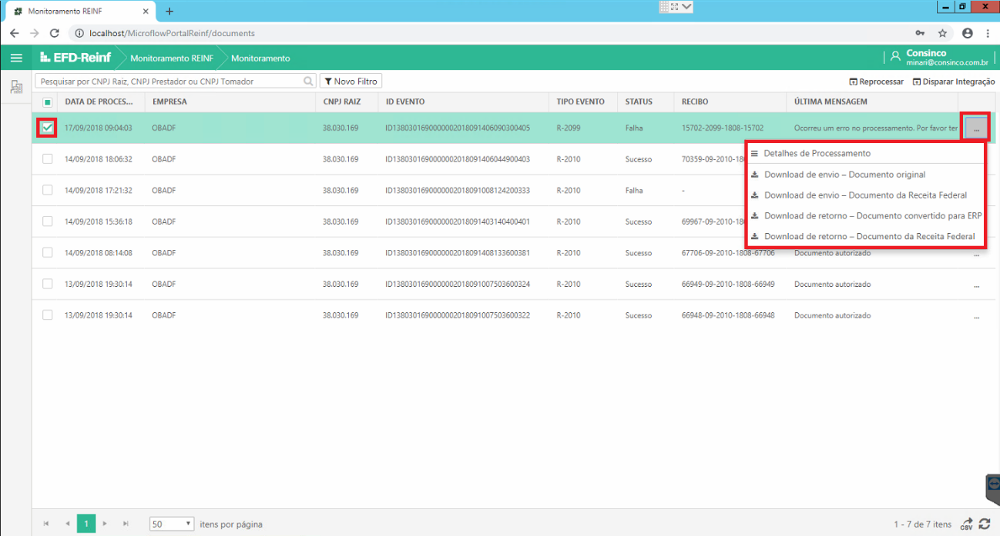 Monitoramento REINF
localhost/MicroflowPortalReinf/documents
EFD-Reinf Monitoramento REINF Monitoramento Consinco
minari@consinco.com.br
Pesquisar por CNPJ Raiz, CNPJ Prestador ou CNPJ Tomador Novo Filtro Reprocessar Disparar Integração
DATA DE PROCES... EMPRESA CNPJ RAIZ ID EVENTO TIPO EVENTO STATUS RECIBO ÚLTIMA MENSAGEM
17/09/2018 09:04:03 OBADF 38.030.169 ID1380301690000002018091406090300405 R-2099 Falha 15702-2099-1808-15702 Ocorreu um erro no processamento. Por favor ter ...
Detalhes de Processamento
14/09/2018 18:06:32 OBADF 38.030.169 ID1380301690000002018091406044900403 R-2010 Sucesso 70359-09-2010-18
Download de envio – Documento original
14/09/2018 17:21:32 OBADF 38.030.169 ID1380301690000002018091008124200333 R-2010 Falha -
Download de envio – Documento da Receita Federal
Download de retorno – Documento convertido para ERP
14/09/2018 15:36:18 OBADF 38.030.169 ID1380301690000002018091403140400401 R-2010 Sucesso 69967-09-2010-18
Download de retorno – Documento da Receita Federal
14/09/2018 08:14:08 OBADF 38.030.169 ID1380301690000002018091408133600381 R-2010 Sucesso 67706-09-2010-1808-67706 Documento autorizado ...
13/09/2018 19:30:14 OBADF 38.030.169 ID1380301690000002018091007503600324 R-2010 Sucesso 66949-09-2010-1808-66949 Documento autorizado ...
13/09/2018 19:30:14 OBADF 38.030.169 ID1380301690000002018091007503600322 R-2010 Sucesso 66948-09-2010-1808-66948 Documento autorizado ...
1 50 itens por página 1 - 7 de 7 itens CSV